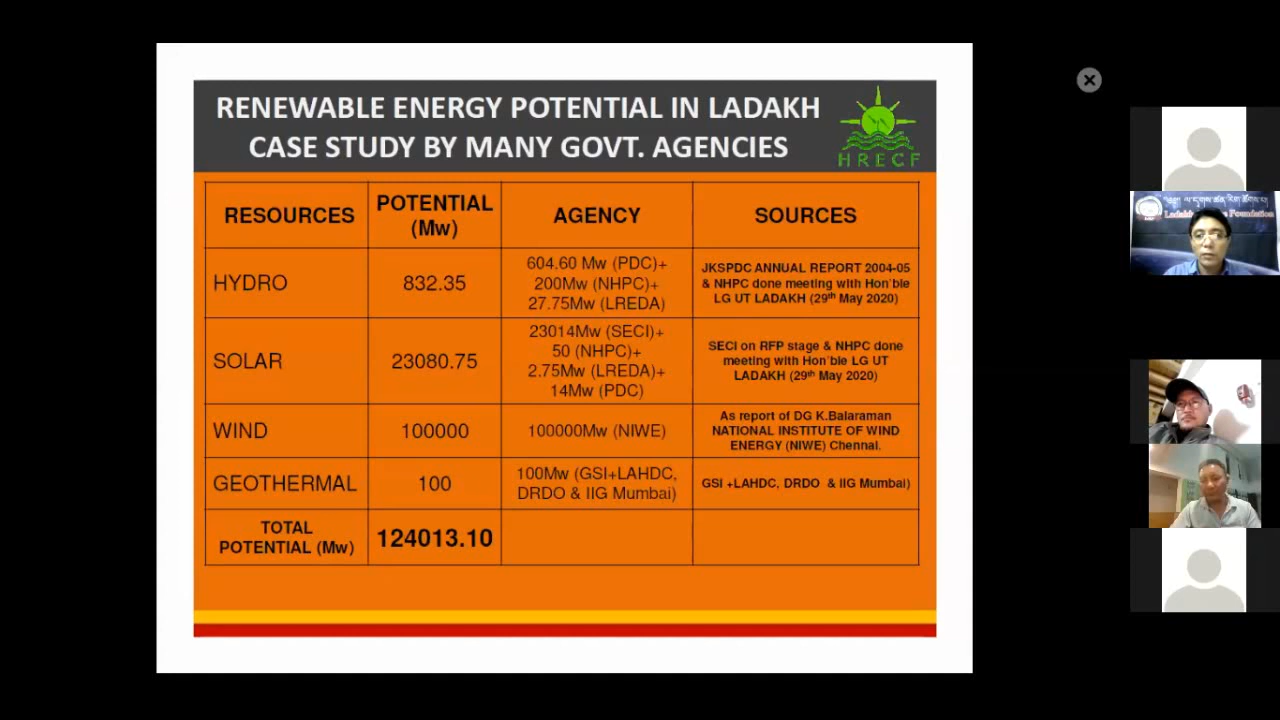 RENEWABLE ENERGY POTENTIAL IN LADAKH
CASE STUDY BY MANY GOVT. AGENCIES
HRECF
RESOURCES
POTENTIAL
(Mw)
AGENCY
SOURCES
HYDRO
832.35
604.60 Mw (PDC)+
200Mw (NHPC)+
27.75Mw (LREDA)
JKSPDC ANNUAL REPORT 2004-05
& NHPC done meeting with Hon`ble
LG UT LADAKH (29th May 2020)
SOLAR
23080.75
23014Mw (SECI)+
50 (NHPC)+
2.75Mw (LREDA)+
14Mw (PDC)
SECI on RFP stage & NHPC done
meeting with Hon`ble LG UT
LADAKH (29th May 2020)
WIND
100000
100000Mw (NIWE)
As report of DG K.Balaraman
NATIONAL INSTITUTE OF WIND
ENERGY (NIWE) Chennai.
GEOTHERMAL
100
100Mw (GSI+LAHDC,
DRDO & IIG Mumbai)
GSI +LAHDC, DRDO & IIG Mumbai)
TOTAL
POTENTIAL (Mw)
124013.10
Foundation